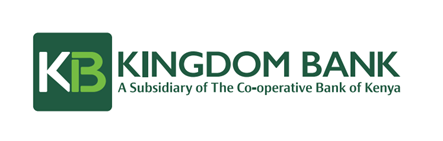 KB KINGDOM BANK
A Subsidiary of The Co-operative Bank of Kenya